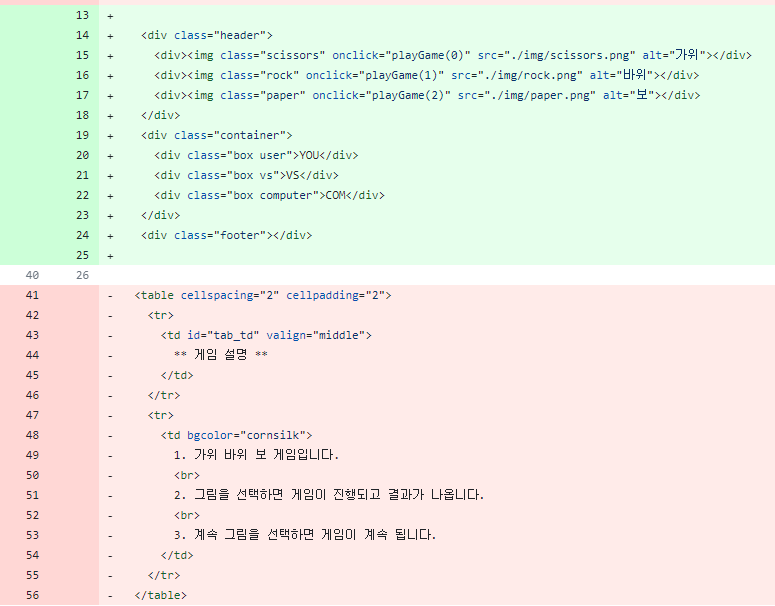 13 +
14 + <div class="header">
15 + <div><img class="scissors" onclick="playGame(0)" src="./img/scissors.png" alt="가위"></div>
16 + <div><img class="rock" onclick="playGame(1)" src="./img/rock.png" alt="바위"></div>
17 + <div><img class="paper" onclick="playGame(2)" src="./img/paper.png" alt="보"></div>
18 + </div>
19 + <div class="container">
20 + <div class="box user">YOU</div>
21 + <div class="box vs">VS</div>
22 + <div class="box computer">COM</div>
23 + </div>
24 + <div class="footer"></div>
25 +
40 26
41 - <table cellspacing="2" cellpadding="2">
42 - <tr>
43 - <td id="tab_td" valign="middle">
44 - ** 게임 설명 **
45 - </td>
46 - </tr>
47 - <tr>
48 - <td bgcolor="cornsilk">
49 - 1. 가위 바위 보 게임입니다.
50 - <br>
51 - 2. 그림을 선택하면 게임이 진행되고 결과가 나옵니다.
52 - <br>
53 - 3. 계속 그림을 선택하면 게임이 계속 됩니다.
54 - </td>
55 - </tr>
56 - </table>